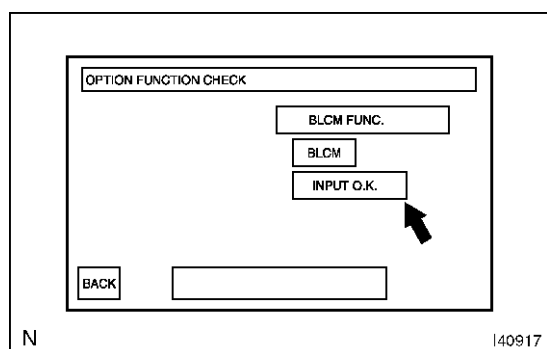 OPTION FUNCTION CHECK
BLCM FUNC.
BLCM
INPUT O.K.
BACK
N
I40917